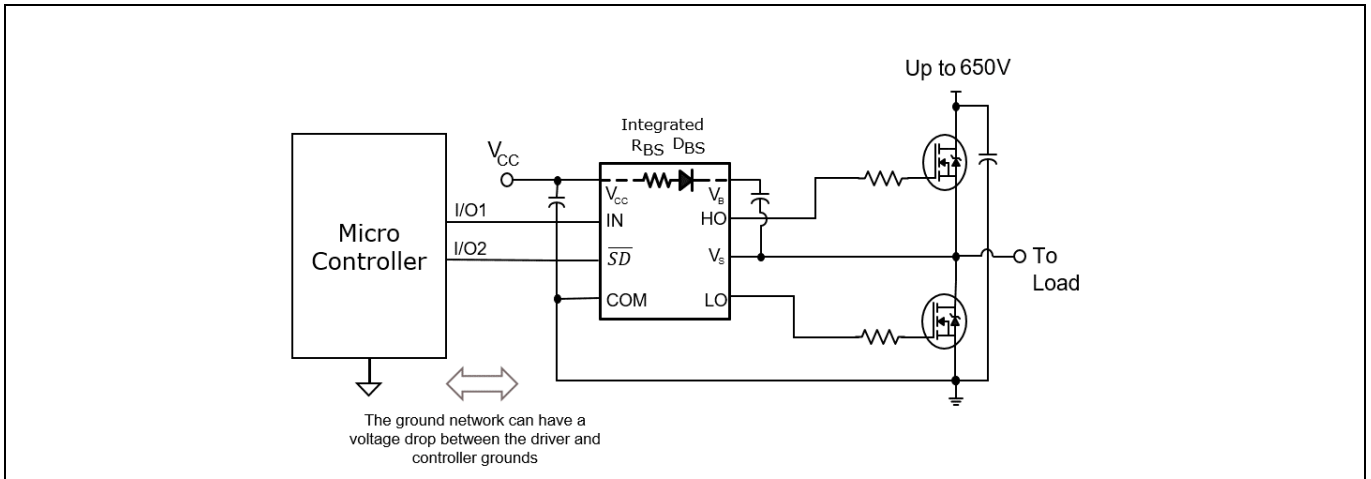 Up to 650V
Integrated
RBS DBS
VCC
VCC
VB
I/O1
IN
HO
Micro
Controller
I/O2
SD
VS
To
Load
COM
LO
The ground network can have a
voltage drop between the driver and
controller grounds